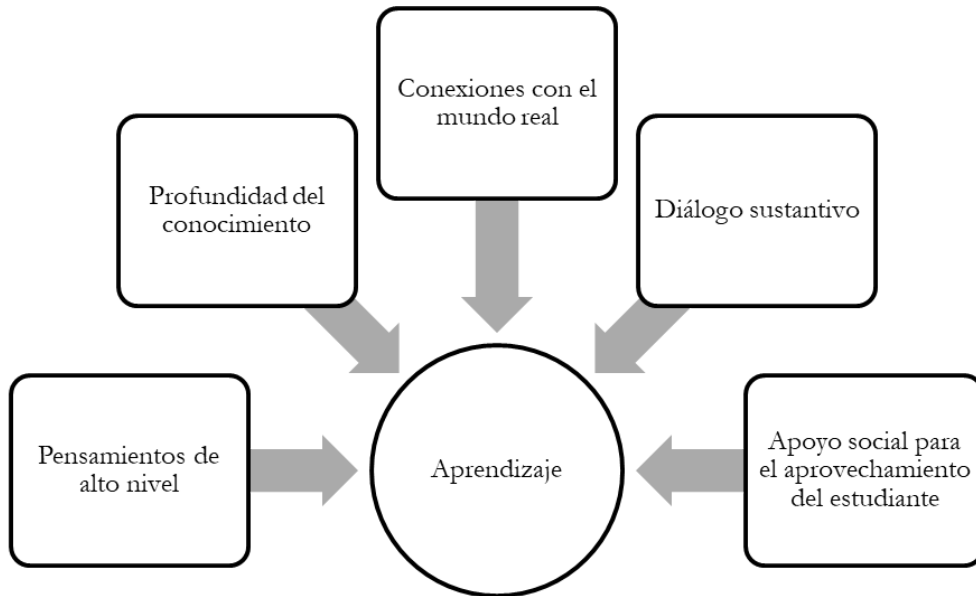 Conexiones con el
mundo real
Profundidad del
conocimiento
Diálogo sustantivo
Pensamientos de
alto nivel
Aprendizaje
Apoyo social para
el aprovechamiento
del estudiante